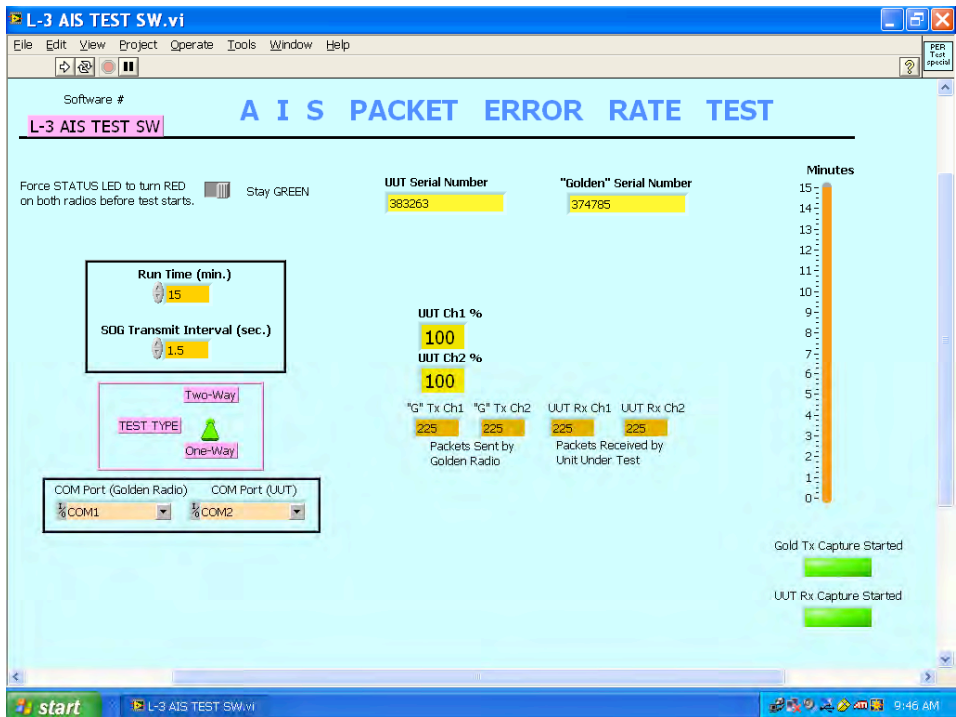 L-3 AIS TEST SW.vi
File Edit View Project Operate Tools Window Help
PER
Test
special
Software #
L-3 AIS TEST SW
A I S PACKET ERROR RATE TEST
Force STATUS LED to turn RED
on both radios before test starts.
Stay GREEN
UUT Serial Number
383263
"Golden" Serial Number
374785
Minutes
15
14
13
12
11
10
9
8
7
6
5
4
3
2
1
0
Run Time (min.)
15
SOG Transmit Interval (sec.)
1.5
UUT Ch1 %
100
UUT Ch2 %
100
Two-Way
TEST TYPE
One-Way
"G" Tx Ch1 "G" Tx Ch2 UUT Rx Ch1 UUT Rx Ch2
225 225 225 225
Packets Sent by
Golden Radio
Packets Received by
Unit Under Test
COM Port (Golden Radio) COM Port (UUT)
COM1 COM2
Gold Tx Capture Started
UUT Rx Capture Started
start
L-3 AIS TEST SW.vi
9:46 AM